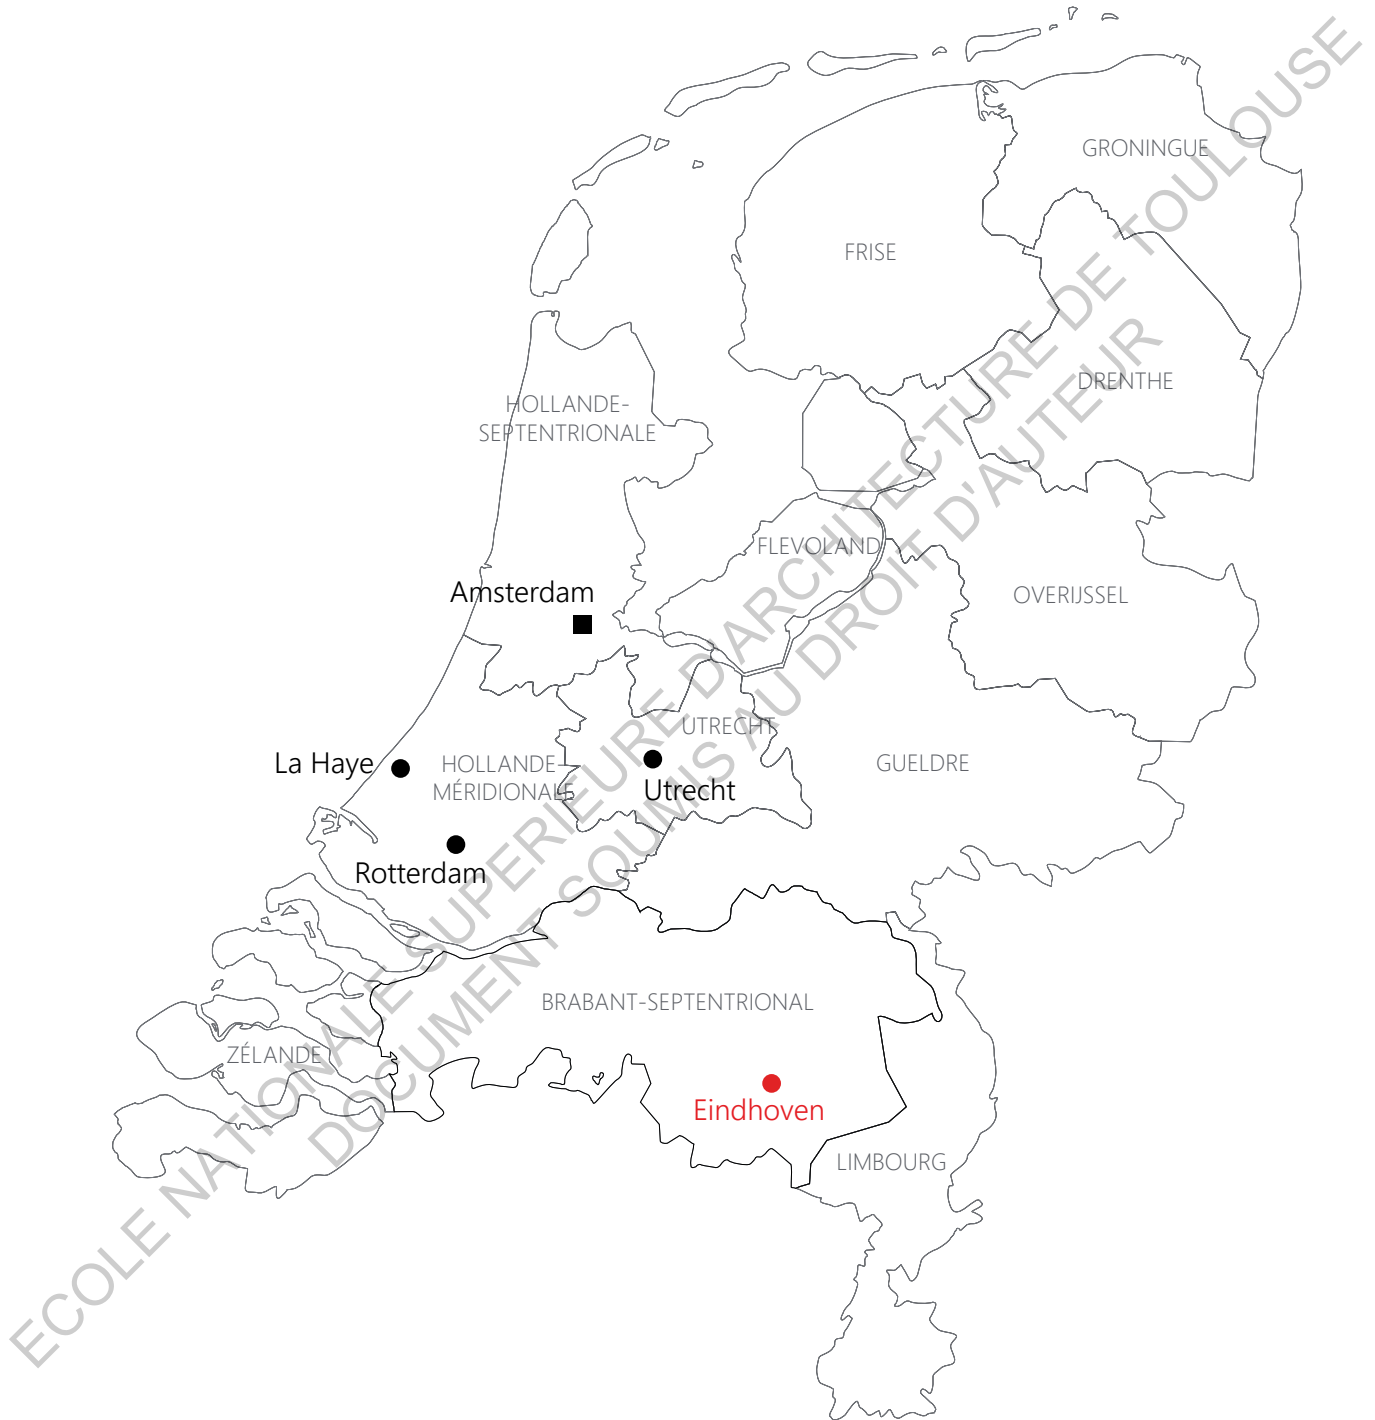 GRONINGUE
FRISE
DRENTHE
HOLLANDE-
SEPTENTRIONALE
FLEVOLAND
Amsterdam
OVERIJSSEL
UTRECHT
La Haye
HOLLANDE-
MÉRIDIONALE
GUELDRE
Utrecht
Rotterdam
BRABANT-SEPTENTRIONAL
ZÉLANDE
Eindhoven
LIMBOURG
ECOLE NATIONALE SUPERIEURE D'ARCHITECTURE DE TOULOUSE
DOCUMENT SOUMIS AU DROIT D'AUTEUR